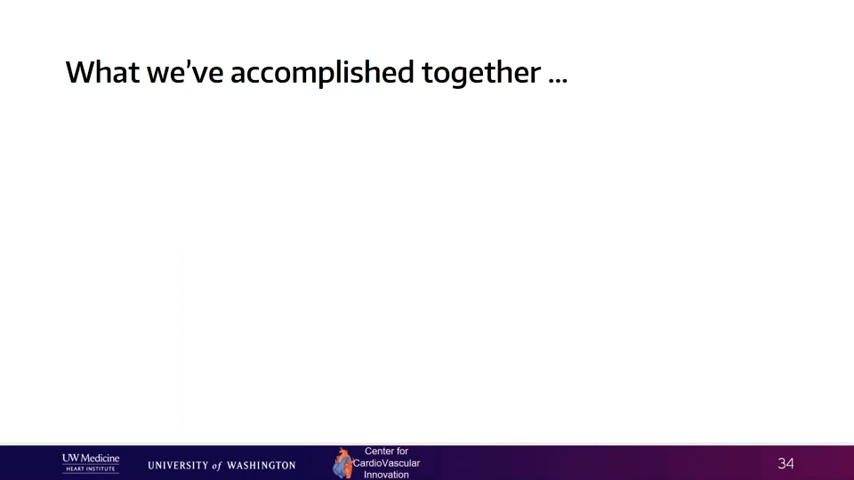 What we've accomplished together ...
UW Medicine
HEART INSTITUTE
UNIVERSITY of WASHINGTON
Center for
CardioVascular
Innovation
34